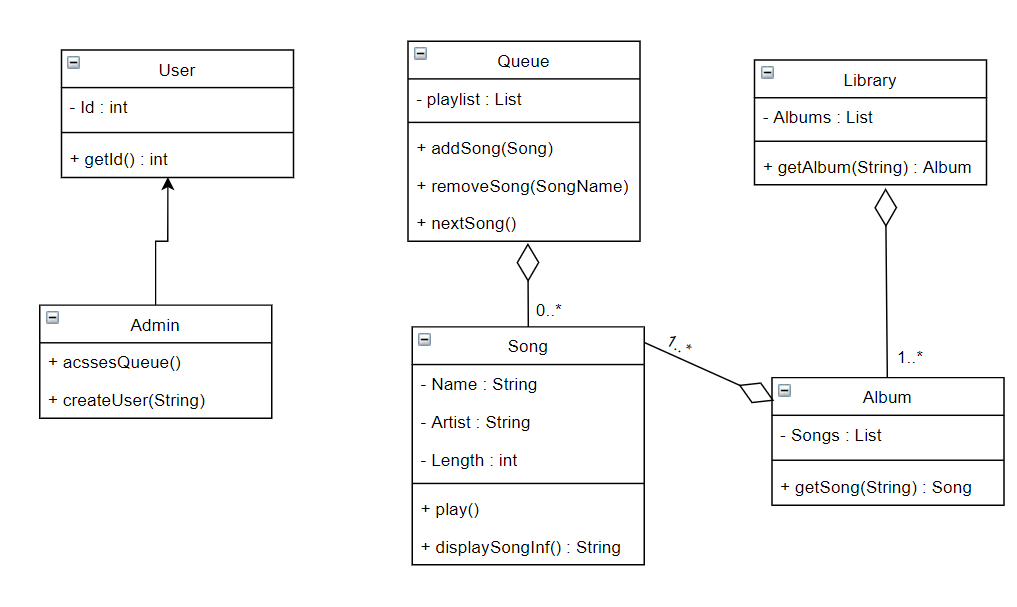 User
- Id : int
+ getId() : int
Admin
+ acssesQueue()
+ createUser(String)
Queue
- playlist : List
+ addSong(Song)
+ removeSong(SongName)
+ nextSong()
0..*
Song
- Name : String
- Artist : String
- Length : int
+ play()
+ displaySongInf() : String
1..*
Library
- Albums : List
+ getAlbum(String) : Album
1..*
Album
- Songs : List
+ getSong(String) : Song